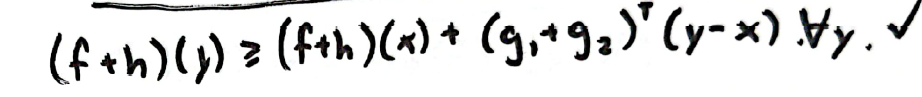 (f+h)(y) ≥ (f+h)(x) + (g₁+g₂)ᵀ(y-x) ∀y. ✓